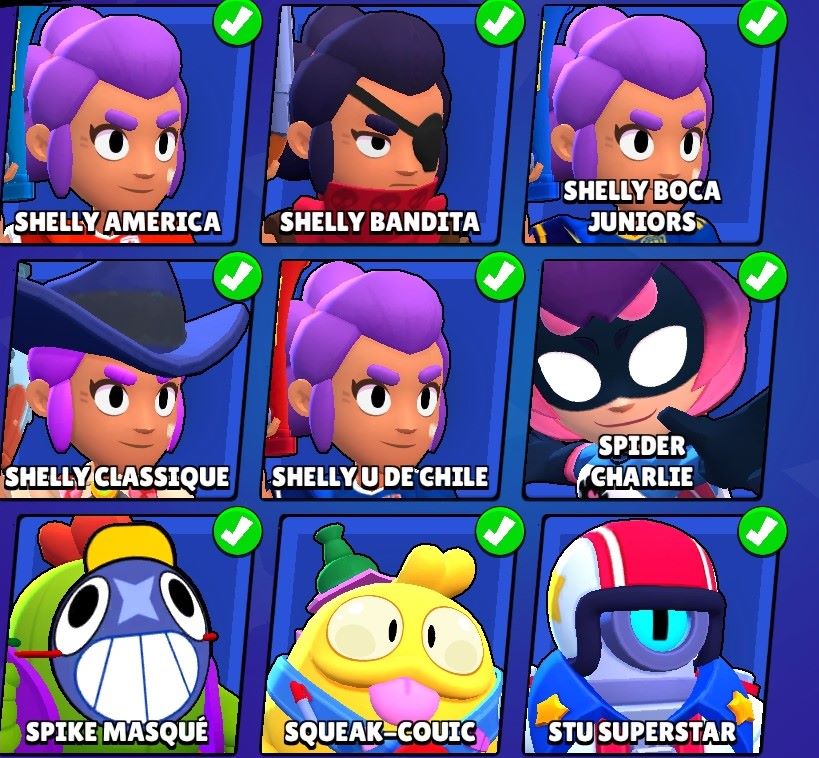 SHELLY AMERICA
SHELLY BANDITA
SHELLY BOCA
JUNIORS
SHELLY CLASSIQUE
SHELLY U DE CHILE
SPIDER
CHARLIE
SPIKE MASQUÉ
SQUEAK-COUIC
STU SUPERSTAR